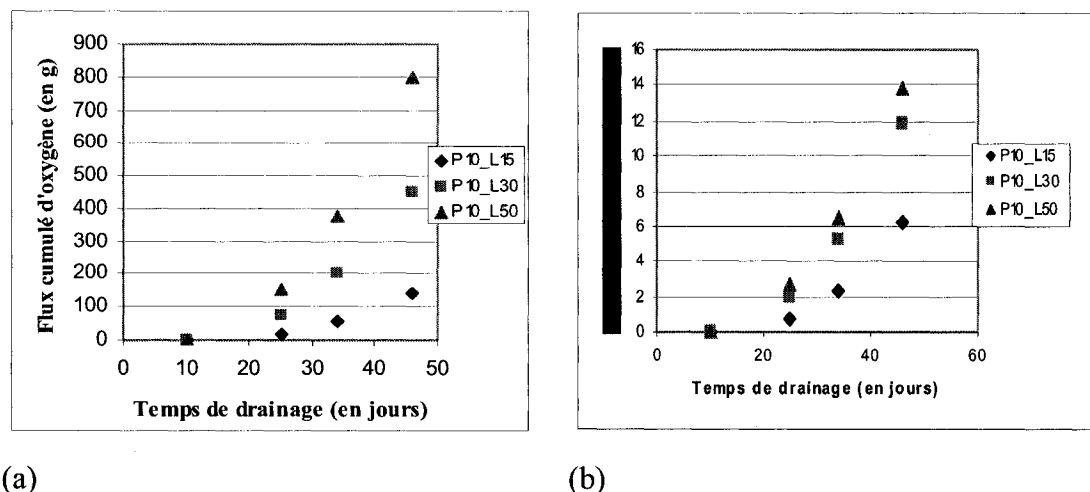 900
800
700
600
500
400
300
200
100
0
Flux cumulé d'oxygène (en g)
0 10 20 30 40 50
Temps de drainage (en jours)
P10_L15
P10_L30
P10_L50
(a)
16
14
12
10
8
6
4
2
0
0 20 40 60
Temps de drainage (en jours)
P10_L15
P10_L30
P10_L50
(b)